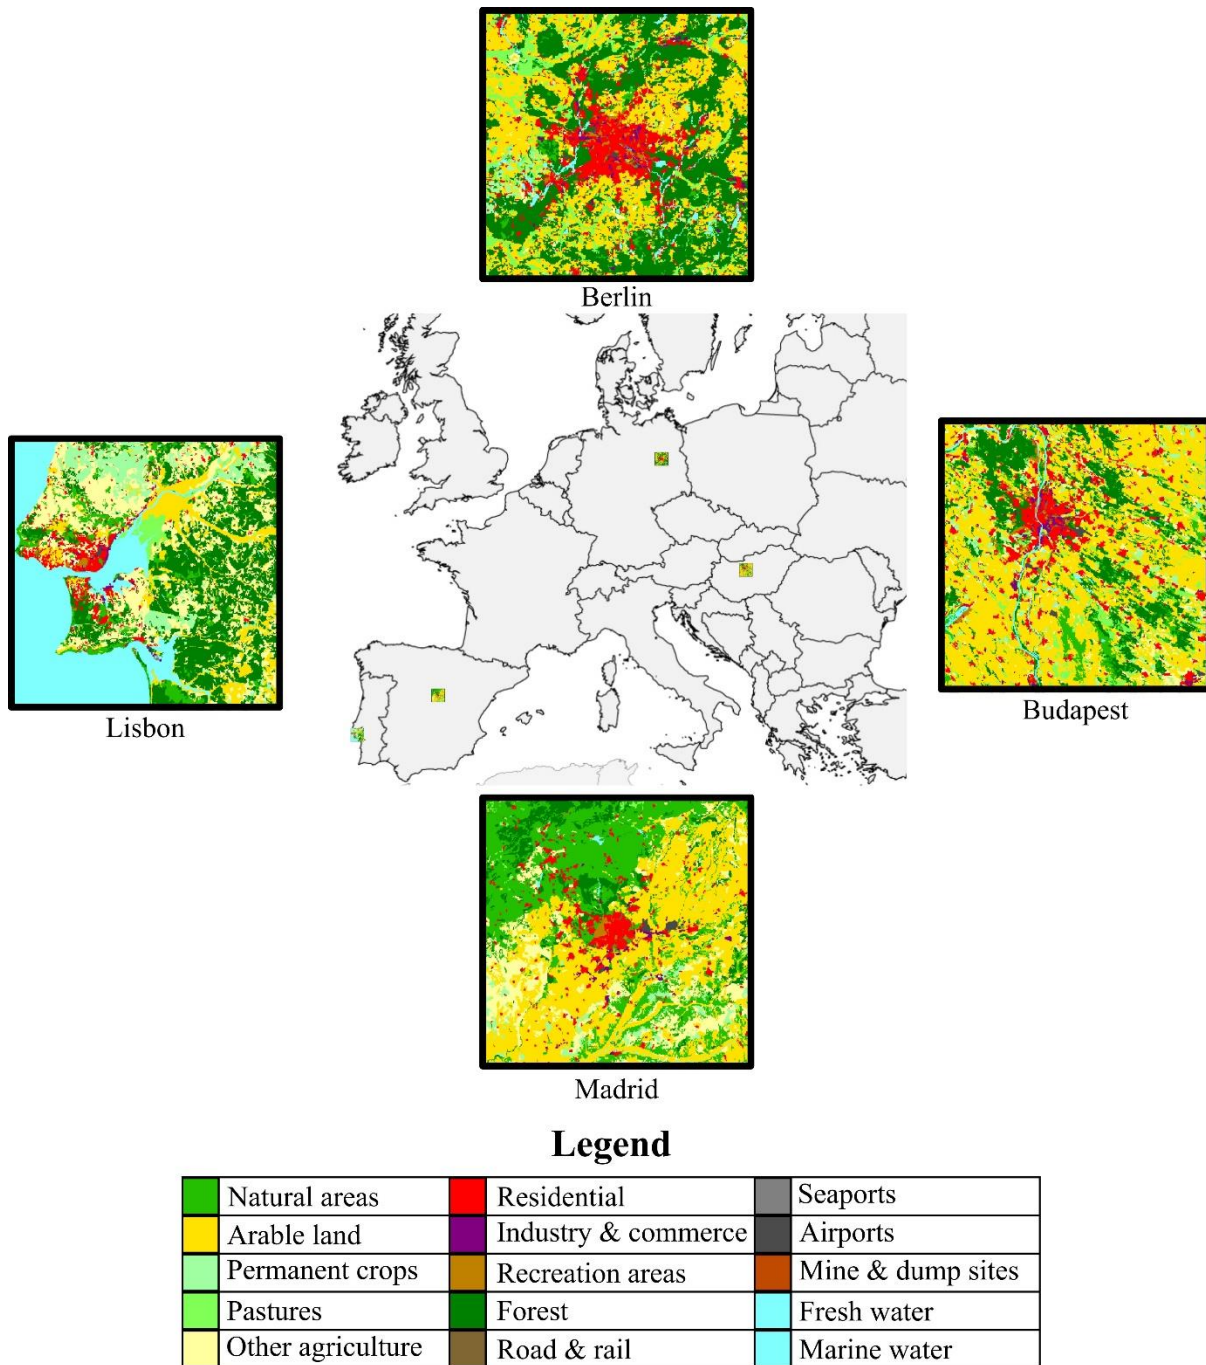 Berlin
Lisbon
Budapest
Madrid
Legend
Natural areas Residential Seaports
Arable land Industry & commerce Airports
Permanent crops Recreation areas Mine & dump sites
Pastures Forest Fresh water
Other agriculture Road & rail Marine water